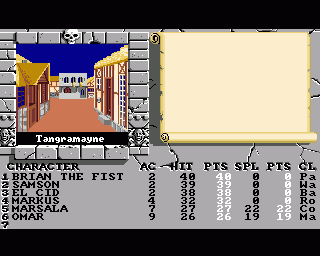 Tangramayne
CHARACTER AC HIT PTS SPL PTS CL
1 BRIAN THE FIST 2 40 40 0 0 Pa
2 SAMSON 2 39 39 0 0 Wa
3 EL CID 2 39 38 0 0 Ba
4 MARKUS 4 32 32 0 0 Ro
5 MARSALA 7 27 27 22 22 Co
6 OMAR 9 26 26 19 19 Ma
7